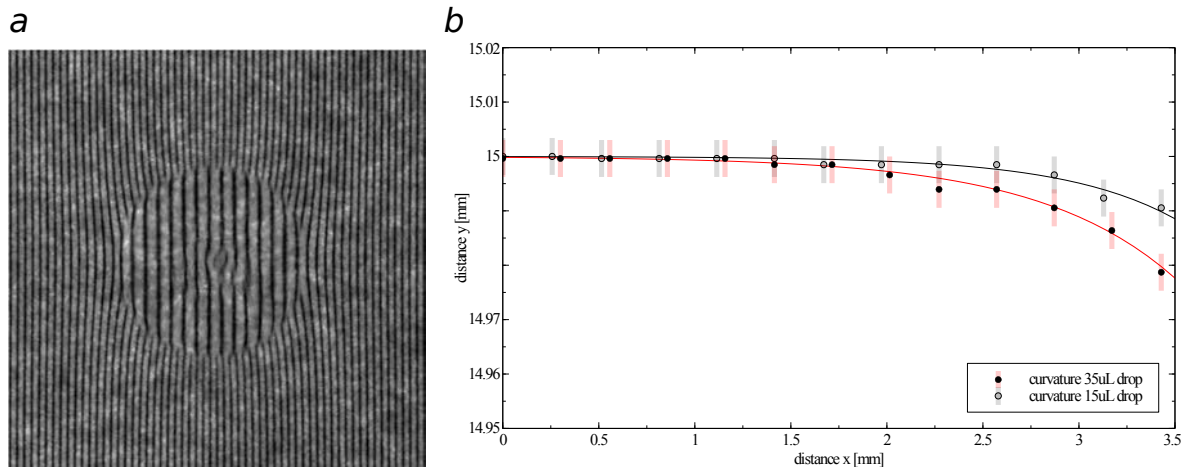 a
b
15.02
15.01
15
14.97
14.96
14.95
distance y [mm]
0
0.5
1
1.5
2
2.5
3
3.5
distance x [mm]
curvature 35uL drop
curvature 15uL drop